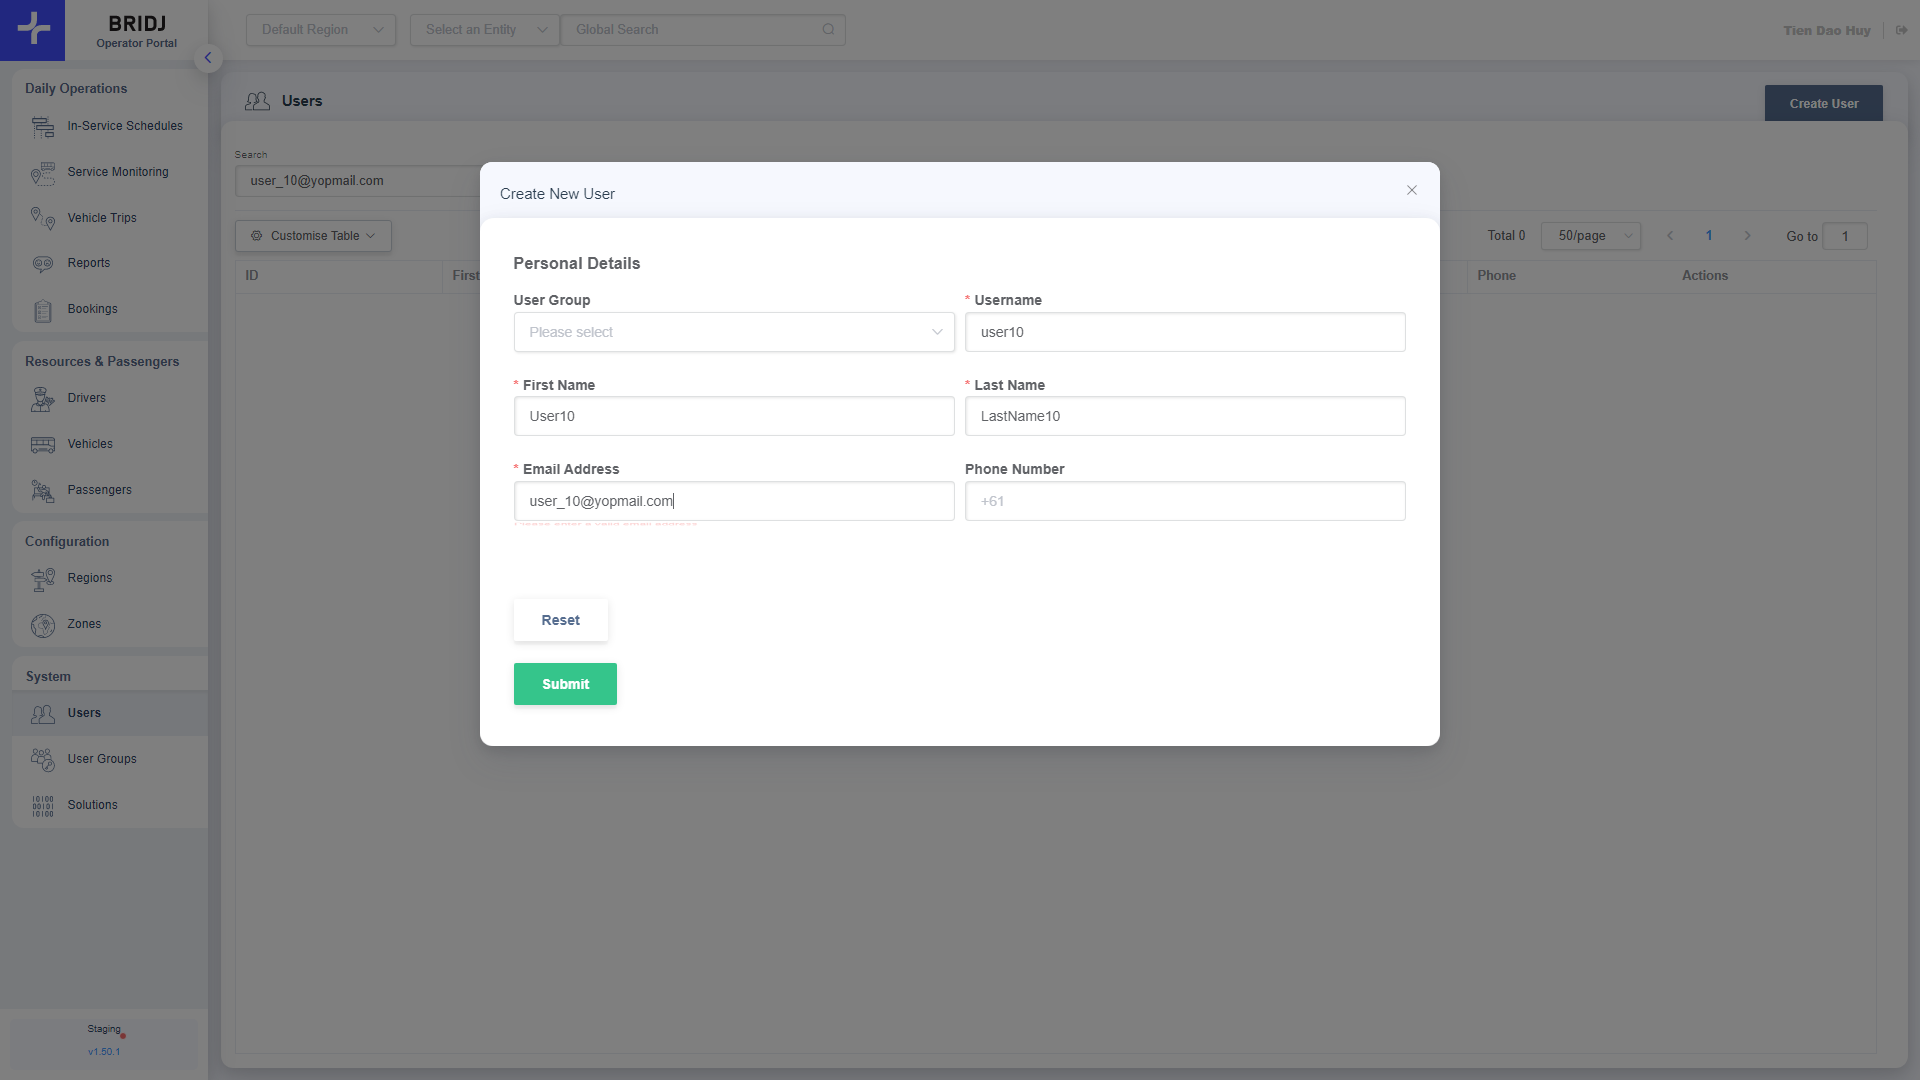 BRIDJ
Operator Portal
Default Region
Select an Entity
Global Search
Tien Dao Huy
Daily Operations
In-Service Schedules
Service Monitoring
Vehicle Trips
Reports
Bookings
Resources & Passengers
Drivers
Vehicles
Passengers
Configuration
Regions
Zones
System
Users
User Groups
Solutions
Staging
v1.50.1
Users
Create User
Search
user_10@yopmail.com
Customise Table
Total 0
50/page
1
Go to
1
ID
First
Phone
Actions
Create New User
Personal Details
User Group
Please select
* Username
user10
* First Name
User10
* Last Name
LastName10
* Email Address
user_10@yopmail.com
Phone Number
+61
Reset
Submit